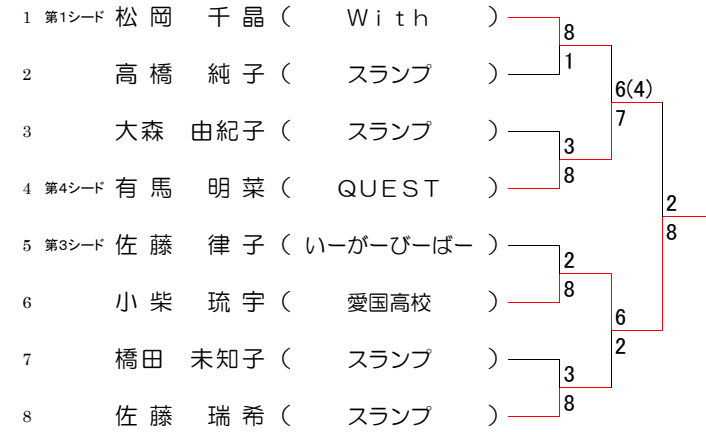 1 第1シード 松岡 千晶 ( With )
8
1
2 高橋 純子 ( スランプ )
6(4)
7
3 大森 由紀子 ( スランプ )
3
8
4 第4シード 有馬 明菜 ( QUEST )
2
8
5 第3シード 佐藤 律子 ( いーがーびーばー )
2
8
6 小柴 琉宇 ( 愛国高校 )
6
2
7 橋田 未知子 ( スランプ )
3
8
8 佐藤 瑞希 ( スランプ )